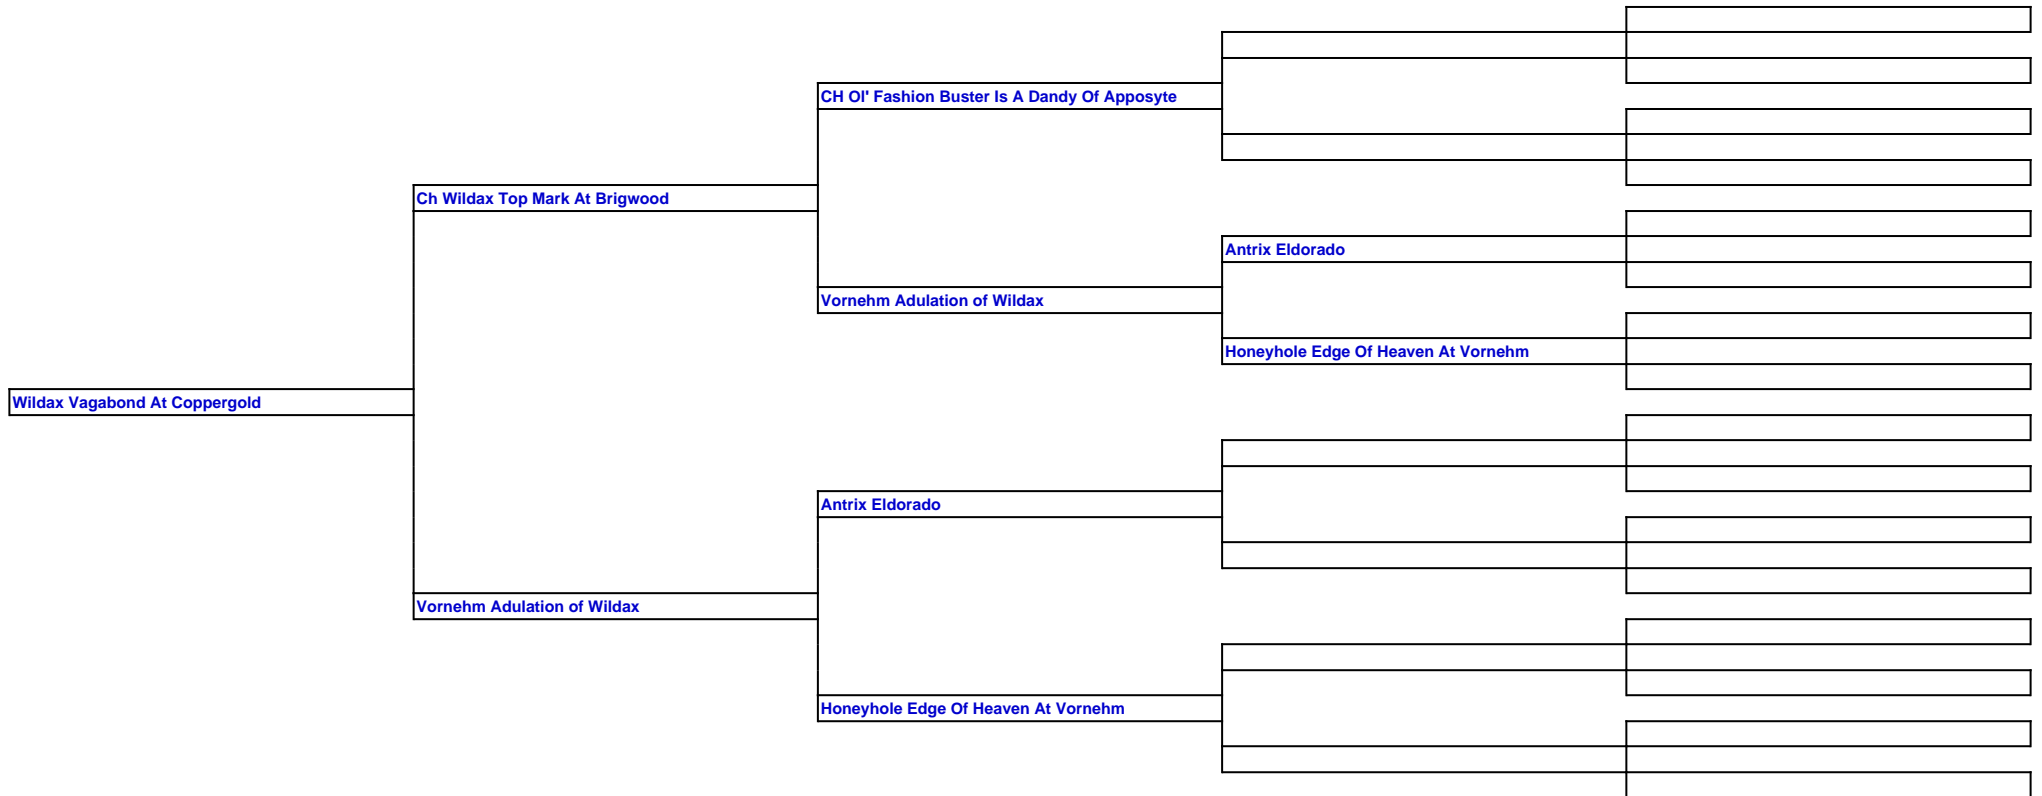 CH Ol' Fashion Buster Is A Dandy Of Apposyte
Ch Wildax Top Mark At Brigwood
Antrix Eldorado
Vornehm Adulation of Wildax
Honeyhole Edge Of Heaven At Vornehm
Wildax Vagabond At Coppergold
Antrix Eldorado
Vornehm Adulation of Wildax
Honeyhole Edge Of Heaven At Vornehm